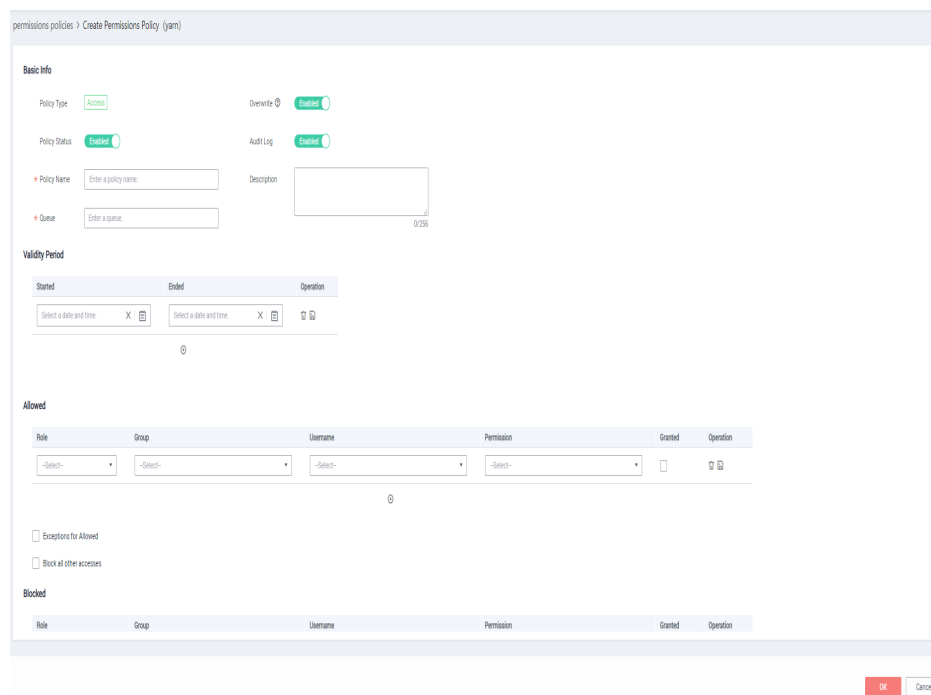 permissions policies > Create Permissions Policy (yarn)
Basic Info
Policy Type Access Overwrite ? Enabled
Policy Status Enabled Audit Log Enabled
* Policy Name Enter a policy name. Description
* Queue Enter a queue.
0/256
Validity Period
Started Ended Operation
Select a date and time. Select a date and time.
Allowed
Role Group Username Permission Granted Operation
--Select-- --Select-- --Select-- --Select--
Exceptions for Allowed
Block all other accesses
Blocked
Role Group Username Permission Granted Operation
OK Cance